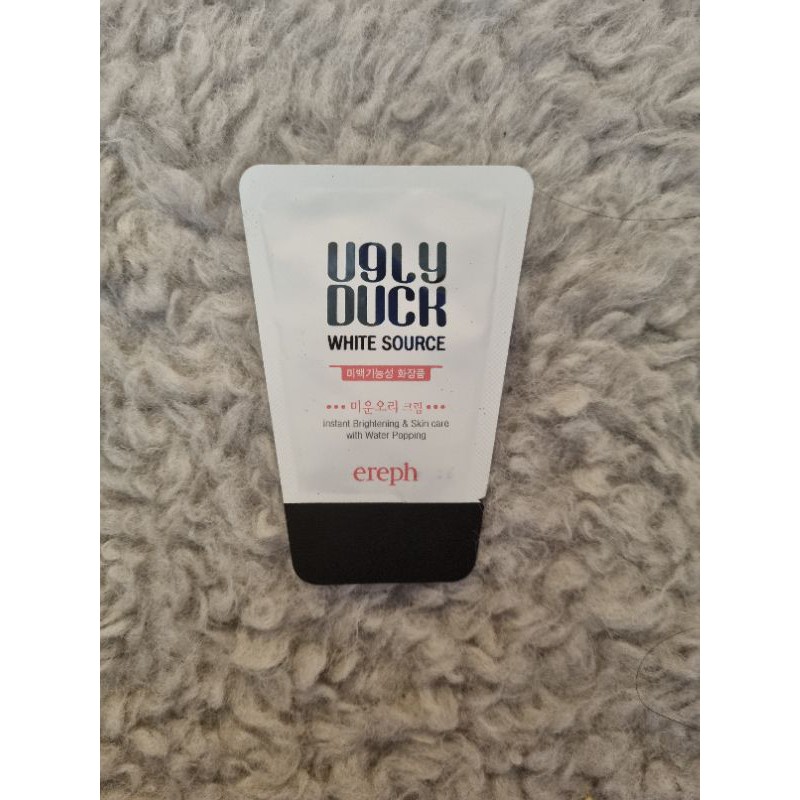 UGLY
DUCK
WHITE SOURCE
미백기능성 화장품
미운오리 크림
Instant Brightening & Skin care
with Water Popping
ereph